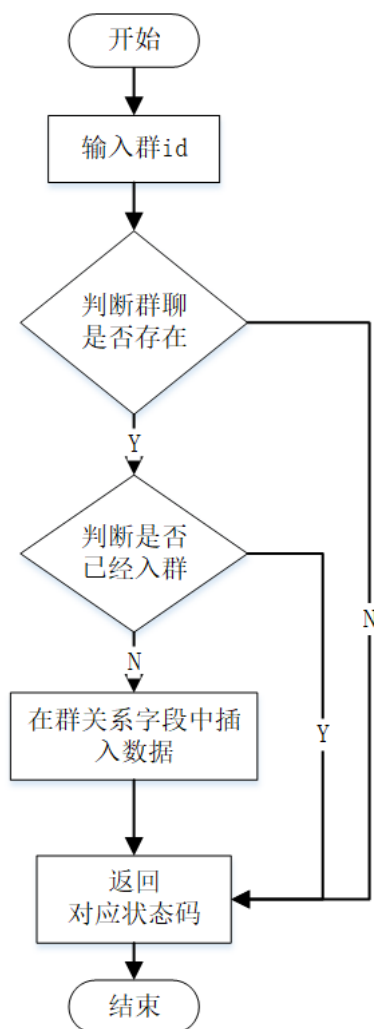 开始
输入群id
判断群聊
是否存在
Y
判断是否
已经入群
N
N
Y
在群关系字段中插
入数据
返回
对应状态码
结束